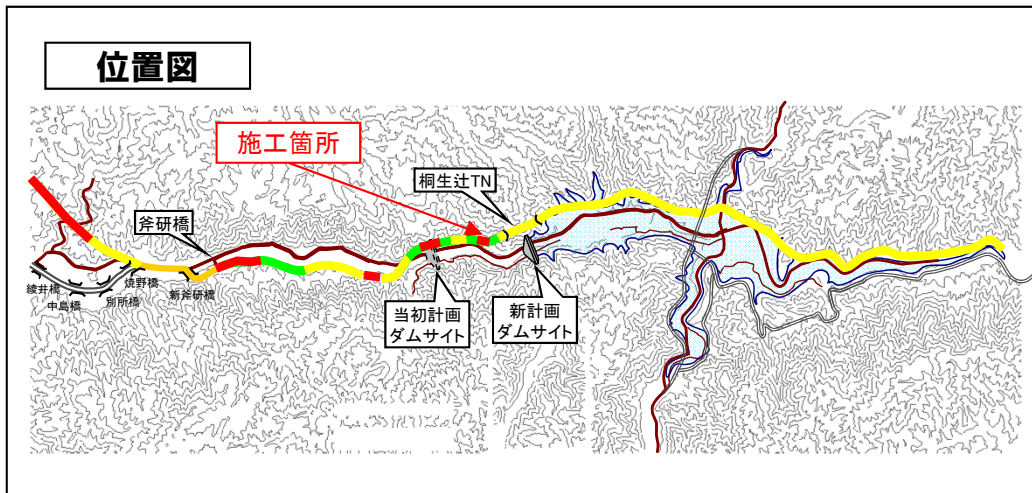 位置図
施工箇所
桐生辻TN
斧研橋
綾井橋
中島橋
別所橋
焼野橋
新斧研橋
当初計画
ダムサイト
新計画
ダムサイト